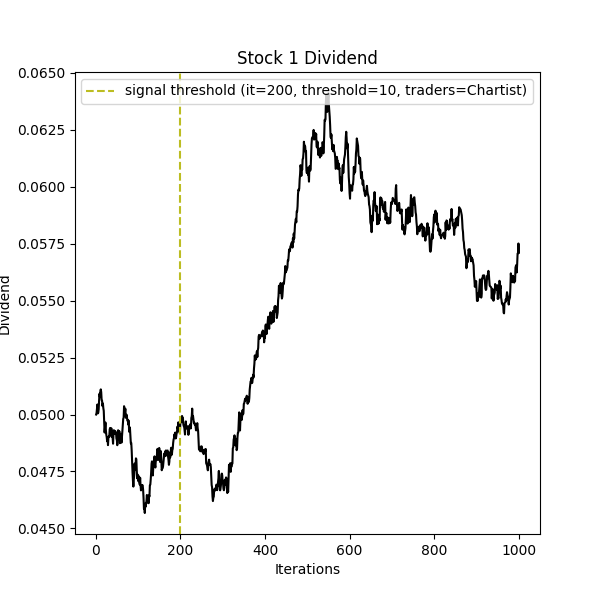 Stock 1 Dividend
signal threshold (it=200, threshold=10, traders=Chartist)
0.0650
0.0625
0.0600
0.0575
0.0550
0.0525
0.0500
0.0475
0.0450
Dividend
0 200 400 600 800 1000
Iterations